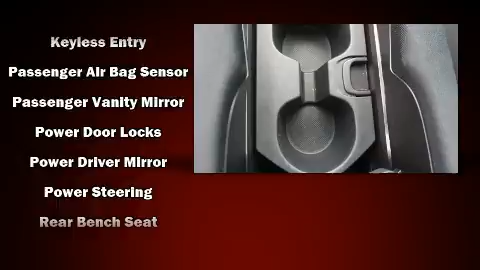 Keyless Entry
Passenger Air Bag Sensor
Passenger Vanity Mirror
Power Door Locks
Power Driver Mirror
Power Steering
Rear Bench Seat